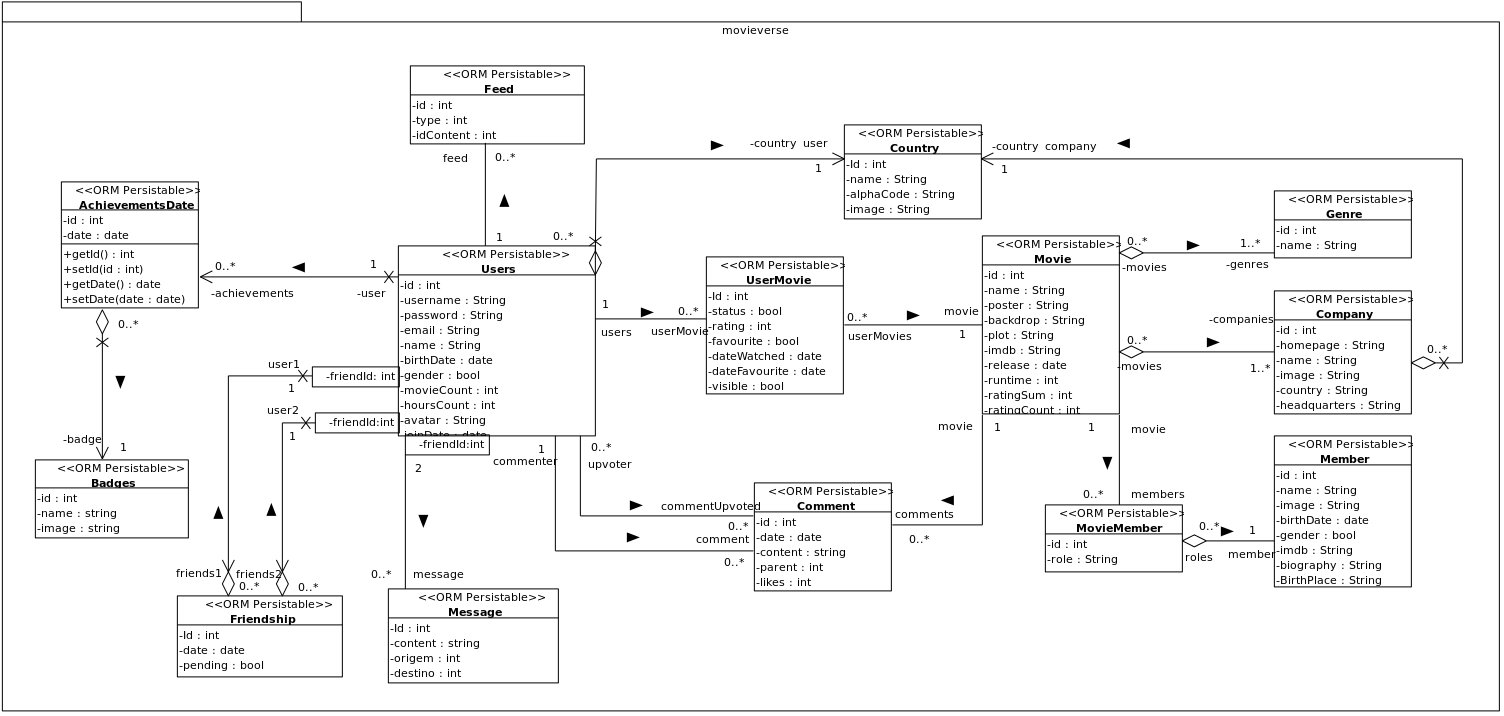 movieverse
<<ORM Persistable>>
Feed
-id : int
-type : int
-idContent : int
feed
0..*
1
<<ORM Persistable>>
Country
-Id : int
-name : String
-alphaCode : String
-image : String
-country user
1
-country company
1
<<ORM Persistable>>
AchievementsDate
-id : int
-date : date
+getId() : int
+setId(id : int)
+getDate() : date
+setDate(date : date)
0..*
-achievements
1
-user
0..*
-badge
1
<<ORM Persistable>>
Badges
-id : int
-name : string
-image : string
0..*
<<ORM Persistable>>
Users
-id : int
-username : String
-password : String
-email : String
-name : String
-birthDate : date
-gender : bool
-movieCount : int
-hoursCount : int
-avatar : String
-joinDate : date
-friendId: int
-friendId:int
-friendId:int
user1
1
user2
1
friends1
0..*
friends2
0..*
<<ORM Persistable>>
Friendship
-Id : int
-date : date
-pending : bool
2
0..*
message
<<ORM Persistable>>
Message
-Id : int
-content : string
-origem : int
-destino : int
1
commenter
0..*
upvoter
commentUpvoted
0..*
comment
0..*
<<ORM Persistable>>
Comment
-id : int
-date : date
-content : string
-parent : int
-likes : int
comments
0..*
1
users
0..*
userMovie
<<ORM Persistable>>
UserMovie
-Id : int
-status : bool
-rating : int
-favourite : bool
-dateWatched : date
-dateFavourite : date
-visible : bool
0..*
userMovies
movie
1
<<ORM Persistable>>
Movie
-id : int
-name : String
-poster : String
-backdrop : String
-plot : String
-imdb : String
-release : date
-runtime : int
-ratingSum : int
-ratingCount : int
movie
1
1
movie
0..*
members
<<ORM Persistable>>
MovieMember
-id : int
-role : String
0..*
roles
1
member
0..*
-movies
1..*
-genres
<<ORM Persistable>>
Genre
-id : int
-name : String
0..*
-movies
-companies
1..*
<<ORM Persistable>>
Company
-id : int
-homepage : String
-name : String
-image : String
-country : String
-headquarters : String
0..*
<<ORM Persistable>>
Member
-id : int
-name : String
-image : String
-birthDate : date
-gender : bool
-imdb : String
-biography : String
-BirthPlace : String